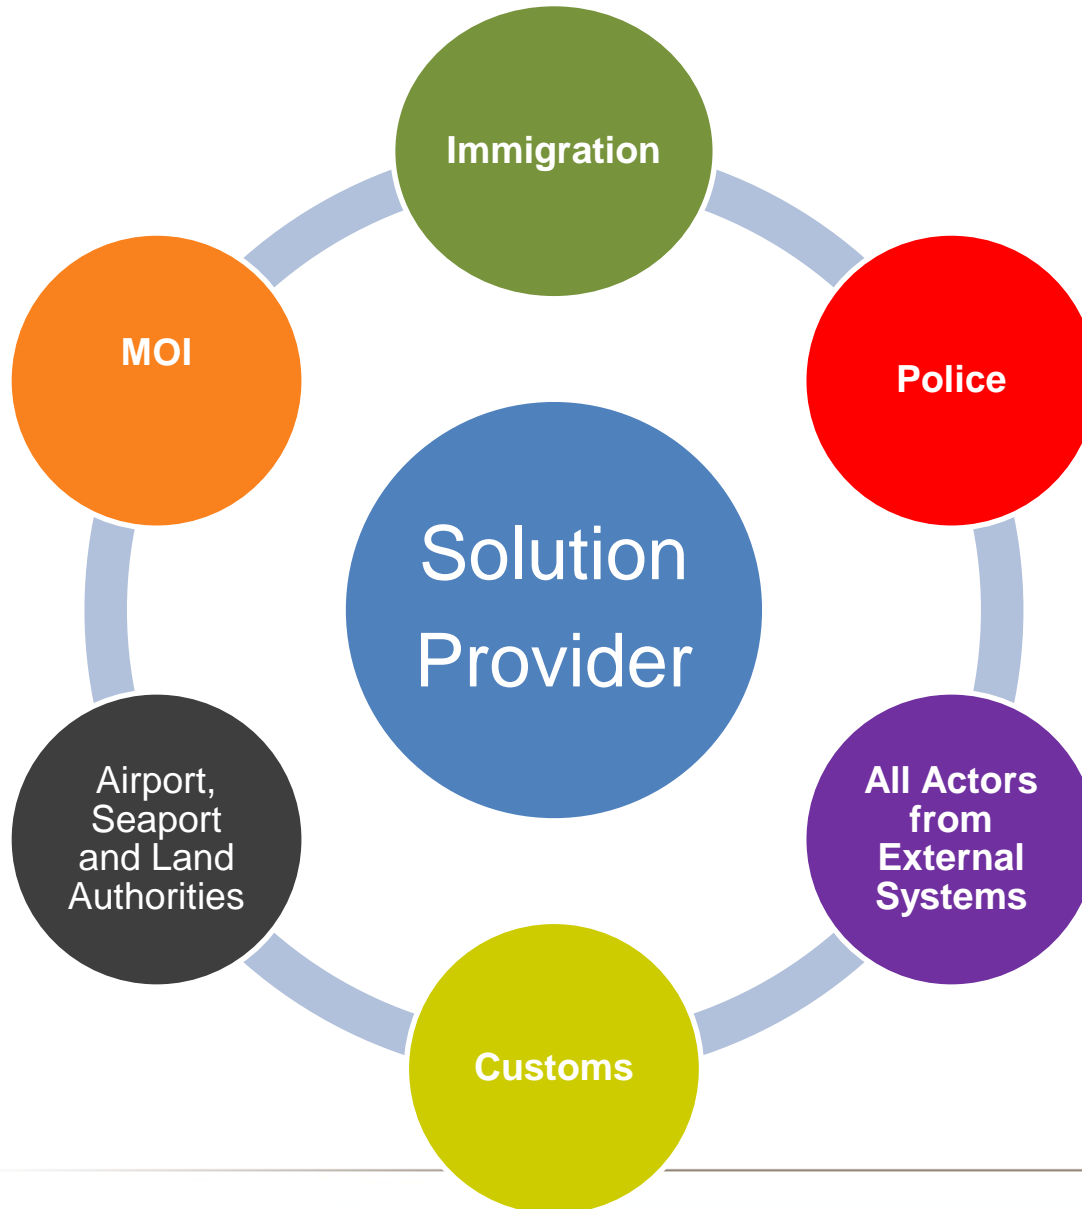 Immigration
MOI
Police
Solution
Provider
Airport,
Seaport
and Land
Authorities
All Actors
from
External
Systems
Customs